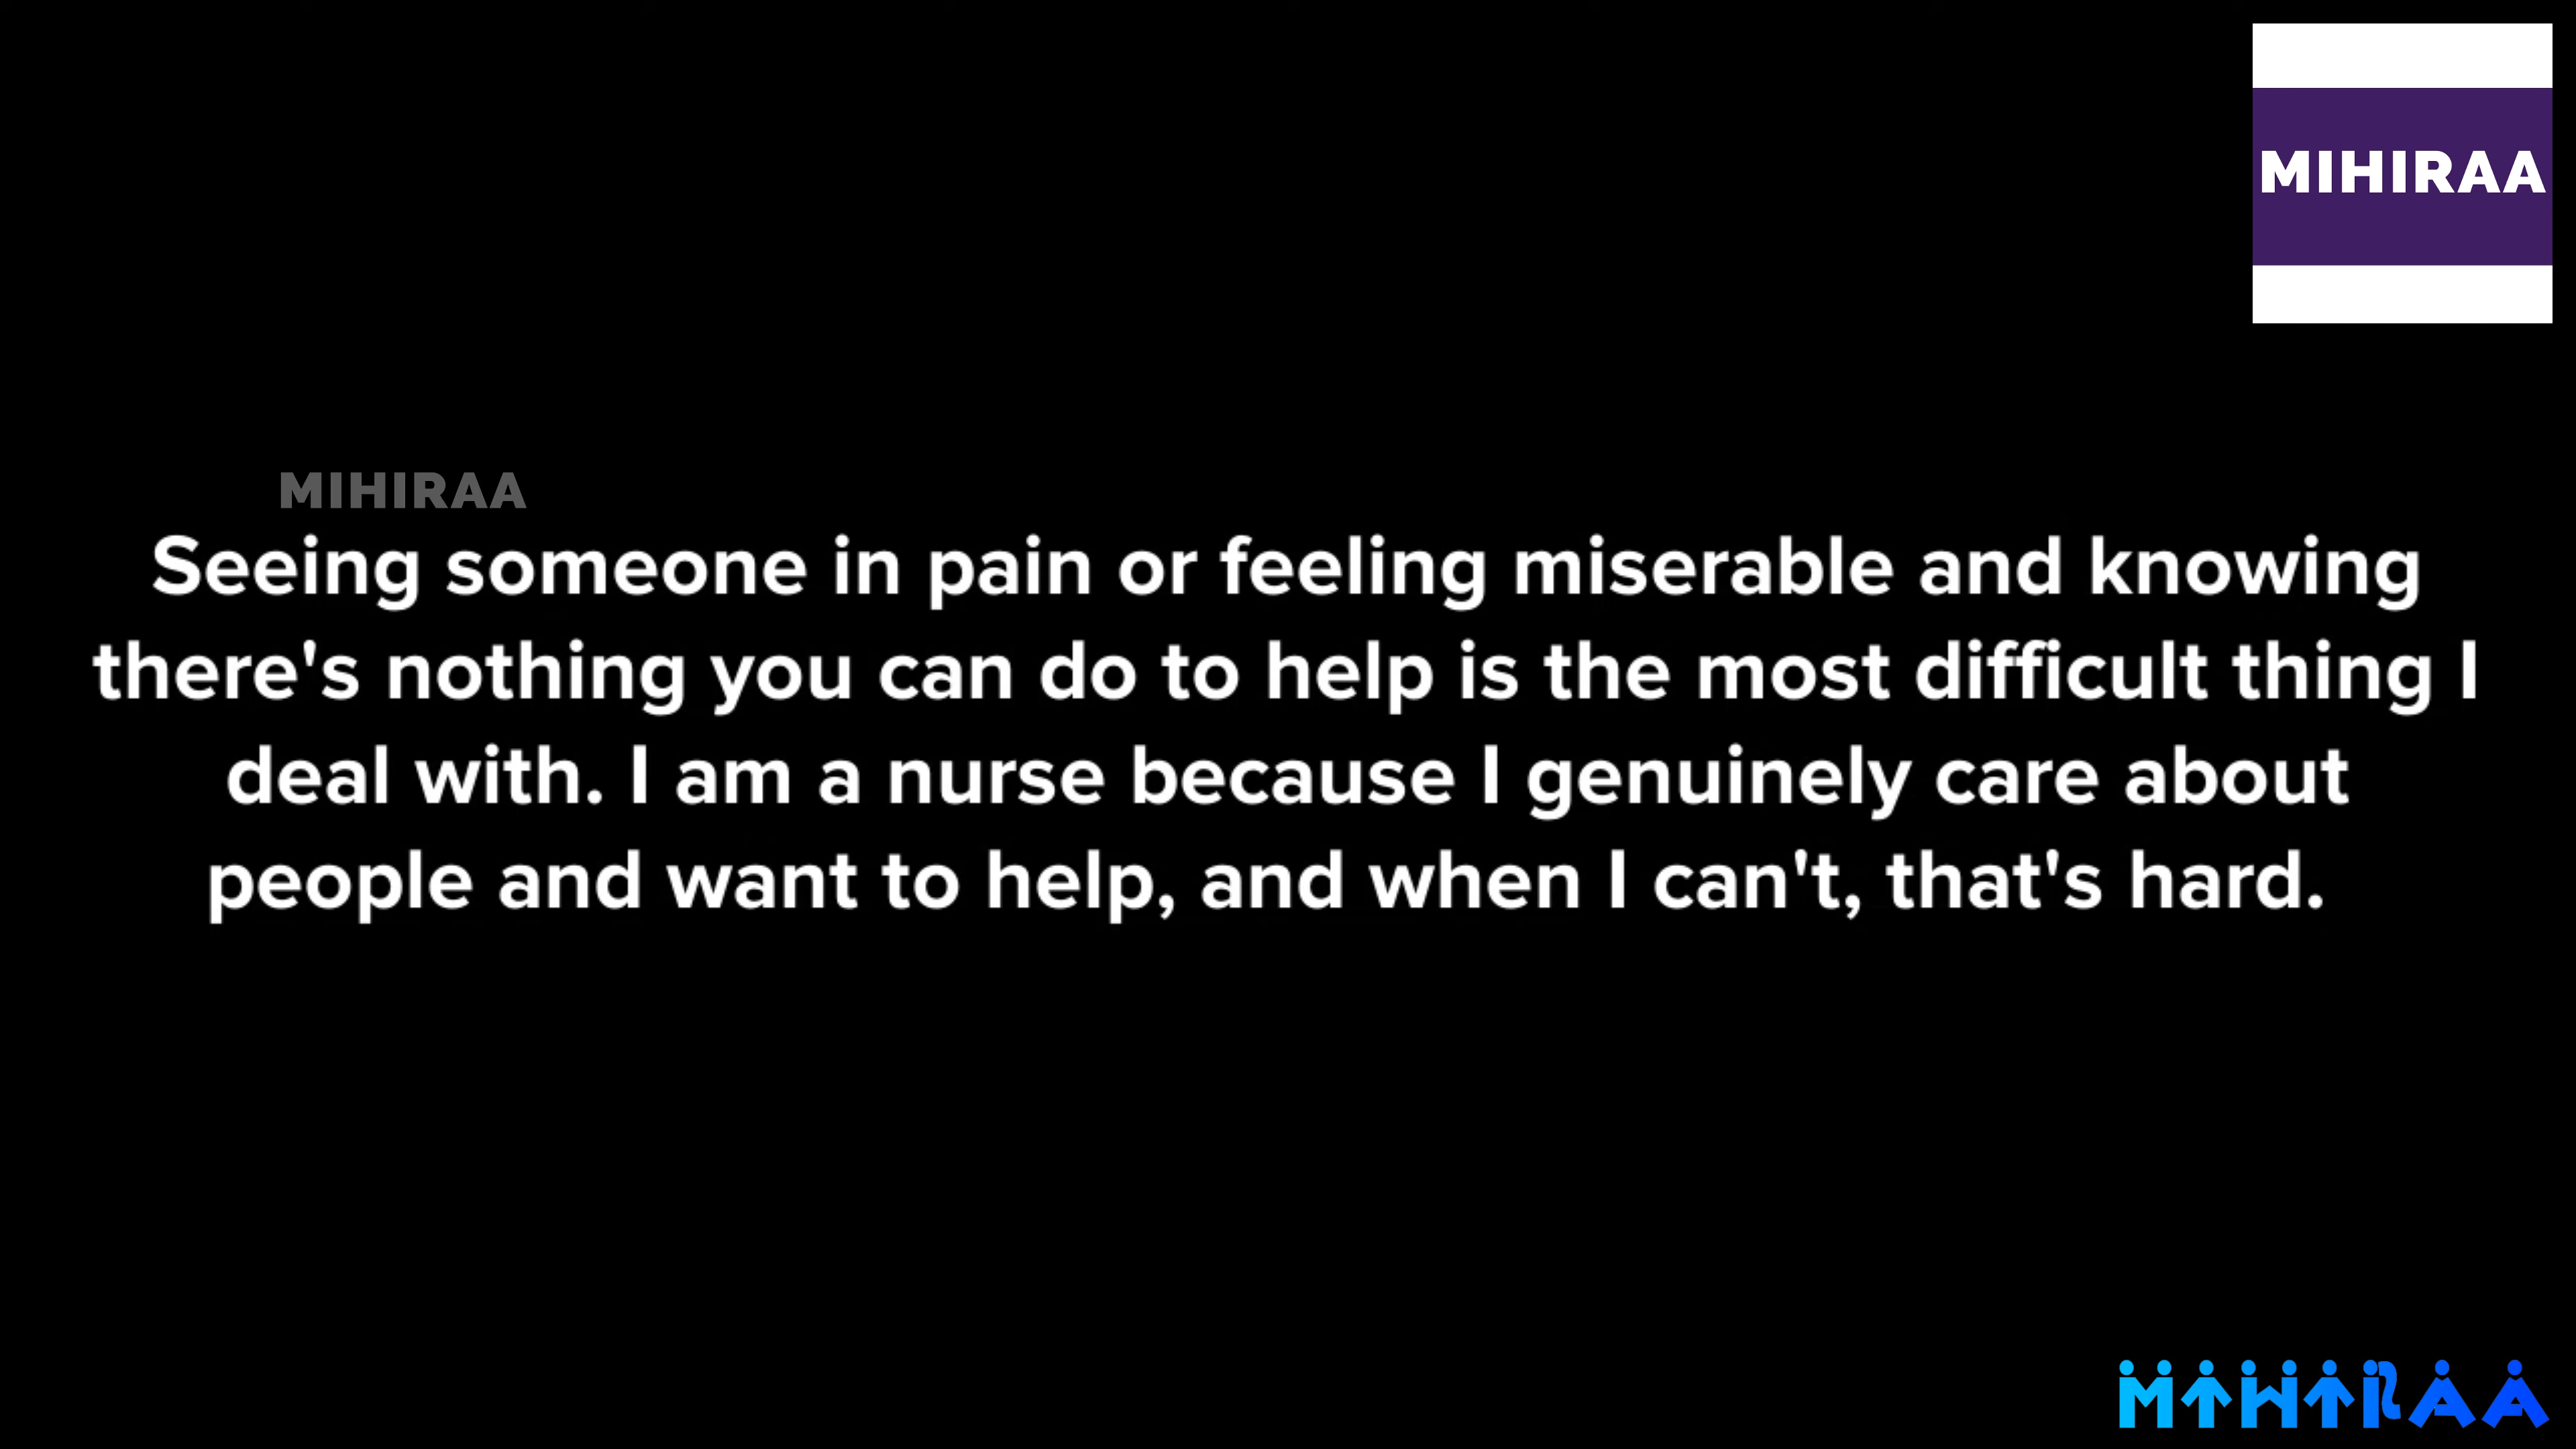 MIHIRAA
MIHIRAA
Seeing someone in pain or feeling miserable and knowing
there's nothing you can do to help is the most difficult thing I
deal with. I am a nurse because I genuinely care about
people and want to help, and when I can't, that's hard.
MIHIRAA